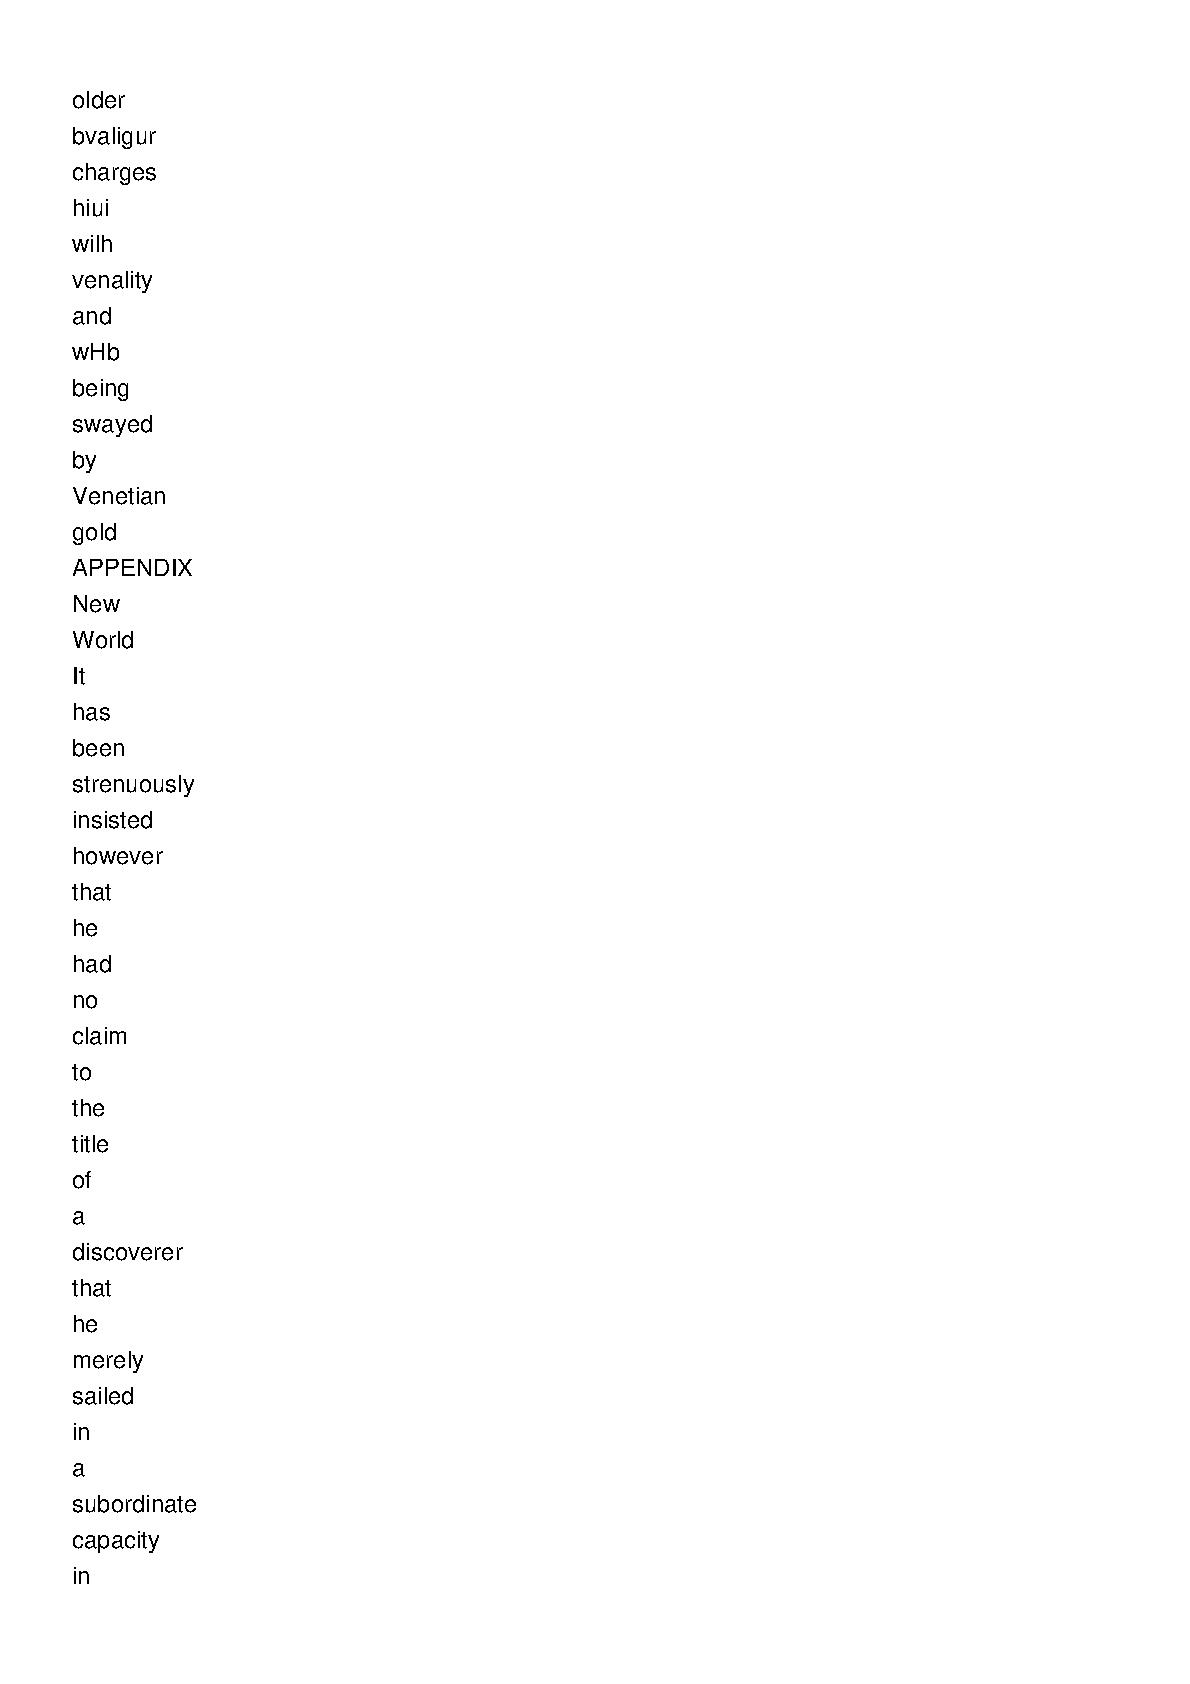 older
bvaligur
charges
hiui
wilh
venality
and
wHb
being
swayed
by
Venetian
gold
APPENDIX
New
World
It
has
been
strenuously
insisted
however
that
he
had
no
claim
to
the
title
of
a
discoverer
that
he
merely
sailed
in
a
subordinate
capacity
in